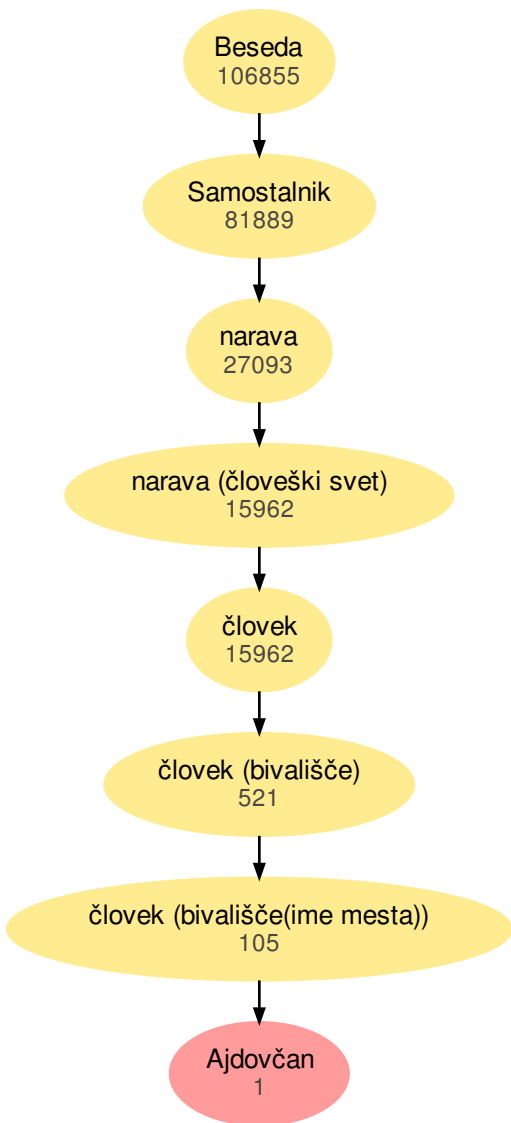 Beseda
106855
Samostalnik
81889
narava
27093
narava (človeški svet)
15962
človek
15962
človek (bivališče)
521
človek (bivališče(ime mesta))
105
Ajdovčan
1